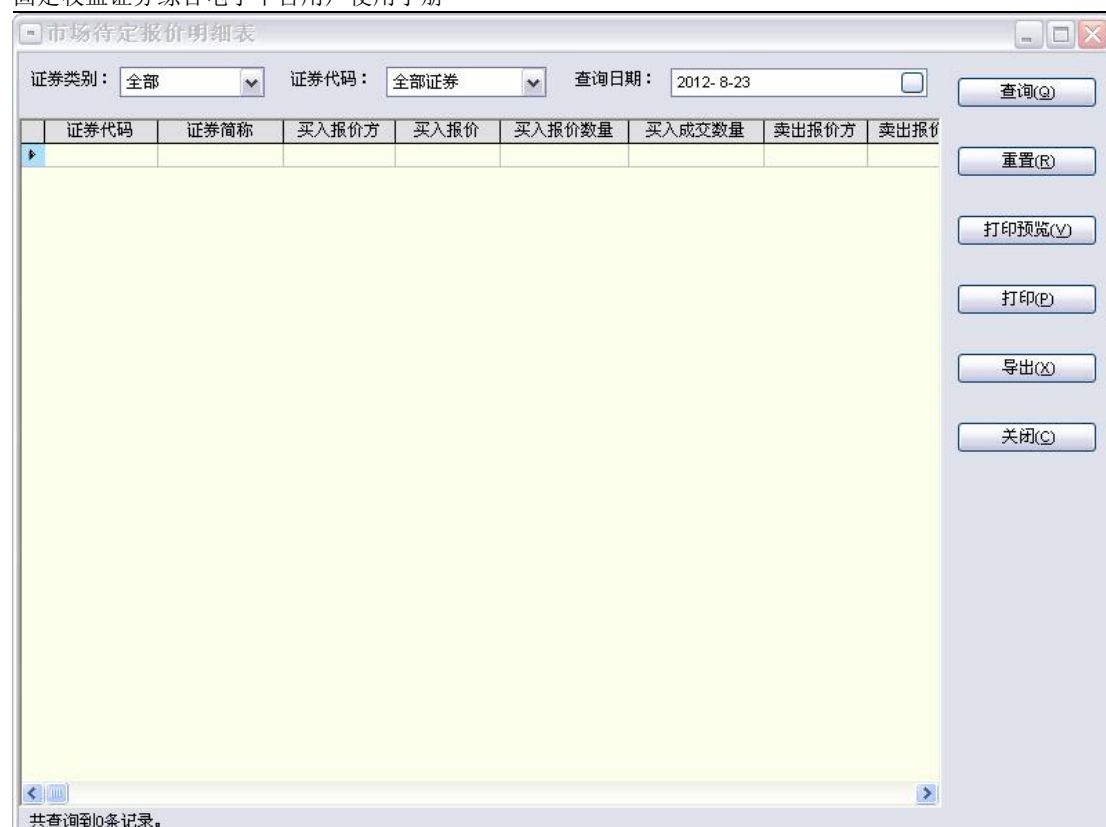 固定收益证券综合电子平台用户使用手册
市场待定报价明细表
证券类别： 全部 证券代码： 全部证券 查询日期： 2012- 8-23
查询(Q)
证券代码 证券简称 买入报价方 买入报价 买入报价数量 买入成交数量 卖出报价方 卖出报价
重置(R)
打印预览(V)
打印(P)
导出(X)
关闭(C)
共查询到0条记录。